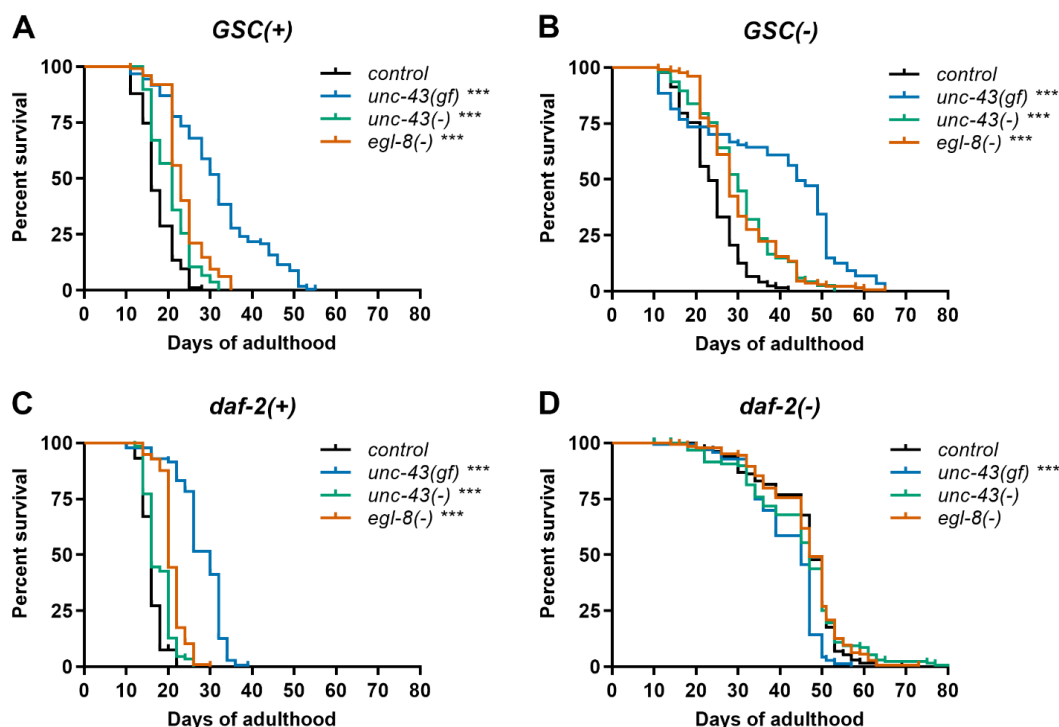 A
GSC(+)
Percent survival
100
75
50
25
0
0 10 20 30 40 50 60 70 80
Days of adulthood
control
unc-43(gf) ***
unc-43(-) ***
egl-8(-) ***
B
GSC(-)
Percent survival
100
75
50
25
0
0 10 20 30 40 50 60 70 80
Days of adulthood
control
unc-43(gf) ***
unc-43(-) ***
egl-8(-) ***
C
daf-2(+)
Percent survival
100
75
50
25
0
0 10 20 30 40 50 60 70 80
Days of adulthood
control
unc-43(gf) ***
unc-43(-)
egl-8(-) ***
D
daf-2(-)
Percent survival
100
75
50
25
0
0 10 20 30 40 50 60 70 80
Days of adulthood
control
unc-43(gf) ***
unc-43(-)
egl-8(-)